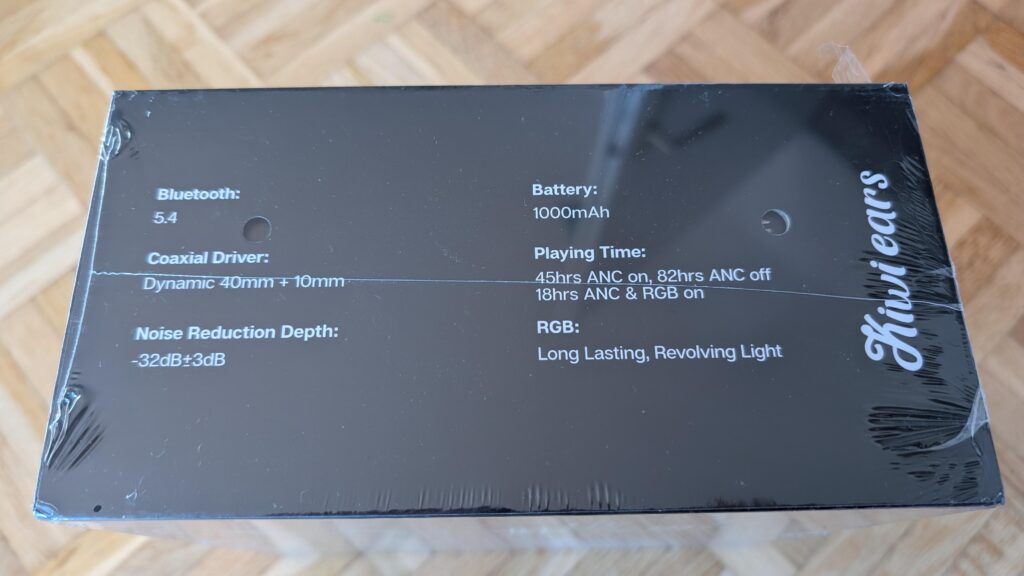 Bluetooth:
5.4
Coaxial Driver:
Dynamic 40mm + 10mm
Noise Reduction Depth:
-32dB±3dB
Battery:
1000mAh
Playing Time:
45hrs ANC on, 82hrs ANC off
18hrs ANC & RGB on
RGB:
Long Lasting, Revolving Light
Kiwi ears